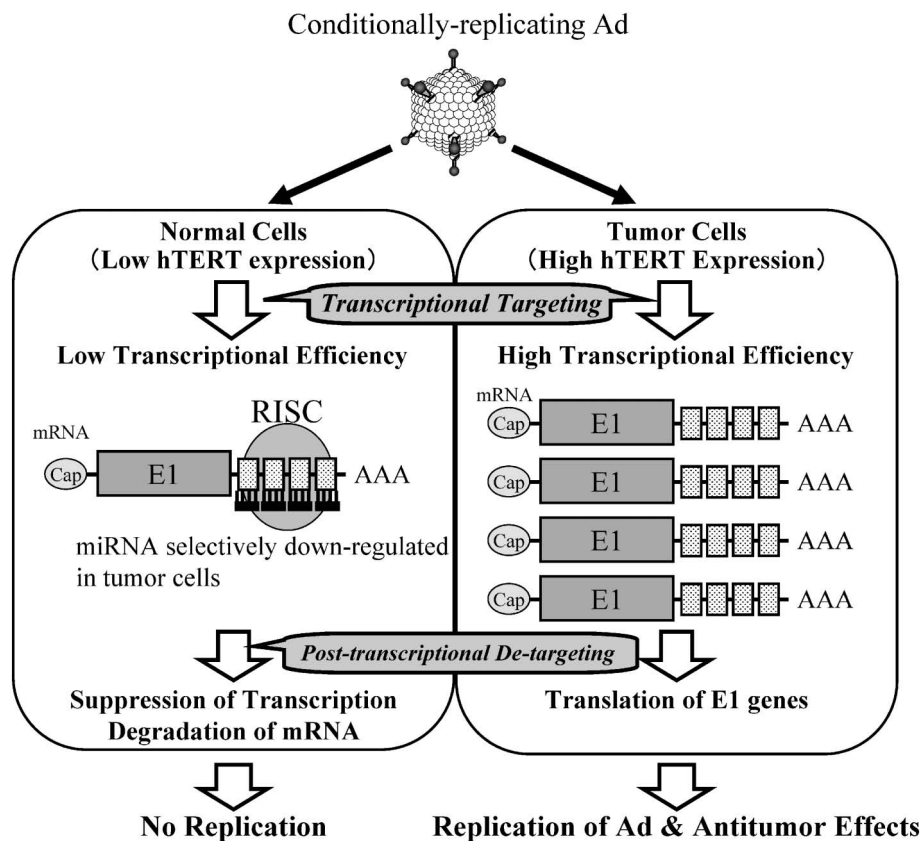 Conditionally-replicating Ad
Normal Cells
(Low hTERT expression)
Tumor Cells
(High hTERT Expression)
Transcriptional Targeting
Low Transcriptional Efficiency
High Transcriptional Efficiency
RISC
mRNA
Cap
E1
AAA
miRNA selectively down-regulated
in tumor cells
mRNA
Cap
E1
AAA
Cap
E1
AAA
Cap
E1
AAA
Cap
E1
AAA
Post-transcriptional De-targeting
Suppression of Transcription
Degradation of mRNA
Translation of E1 genes
No Replication
Replication of Ad & Antitumor Effects